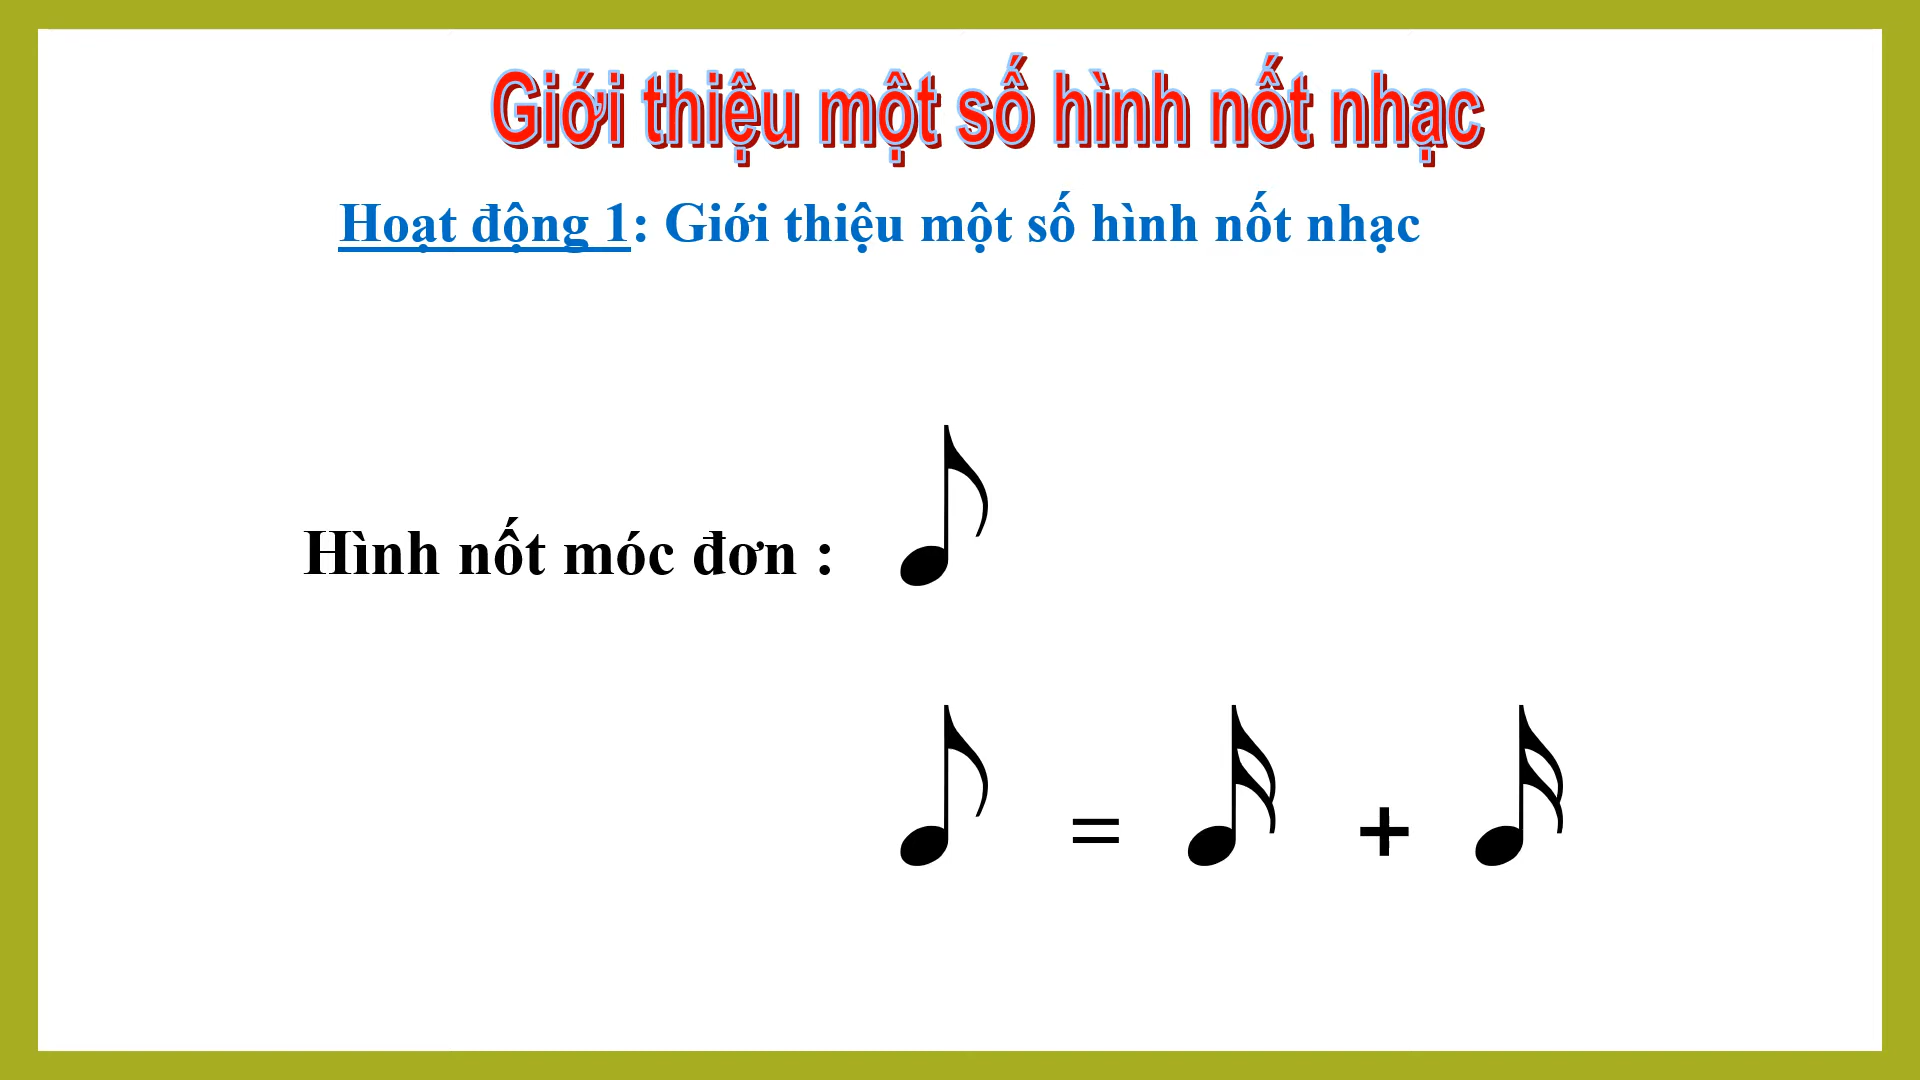 Giới thiệu một số hình nốt nhạc
Hoạt động 1: Giới thiệu một số hình nốt nhạc
Hình nốt móc đơn :
= +